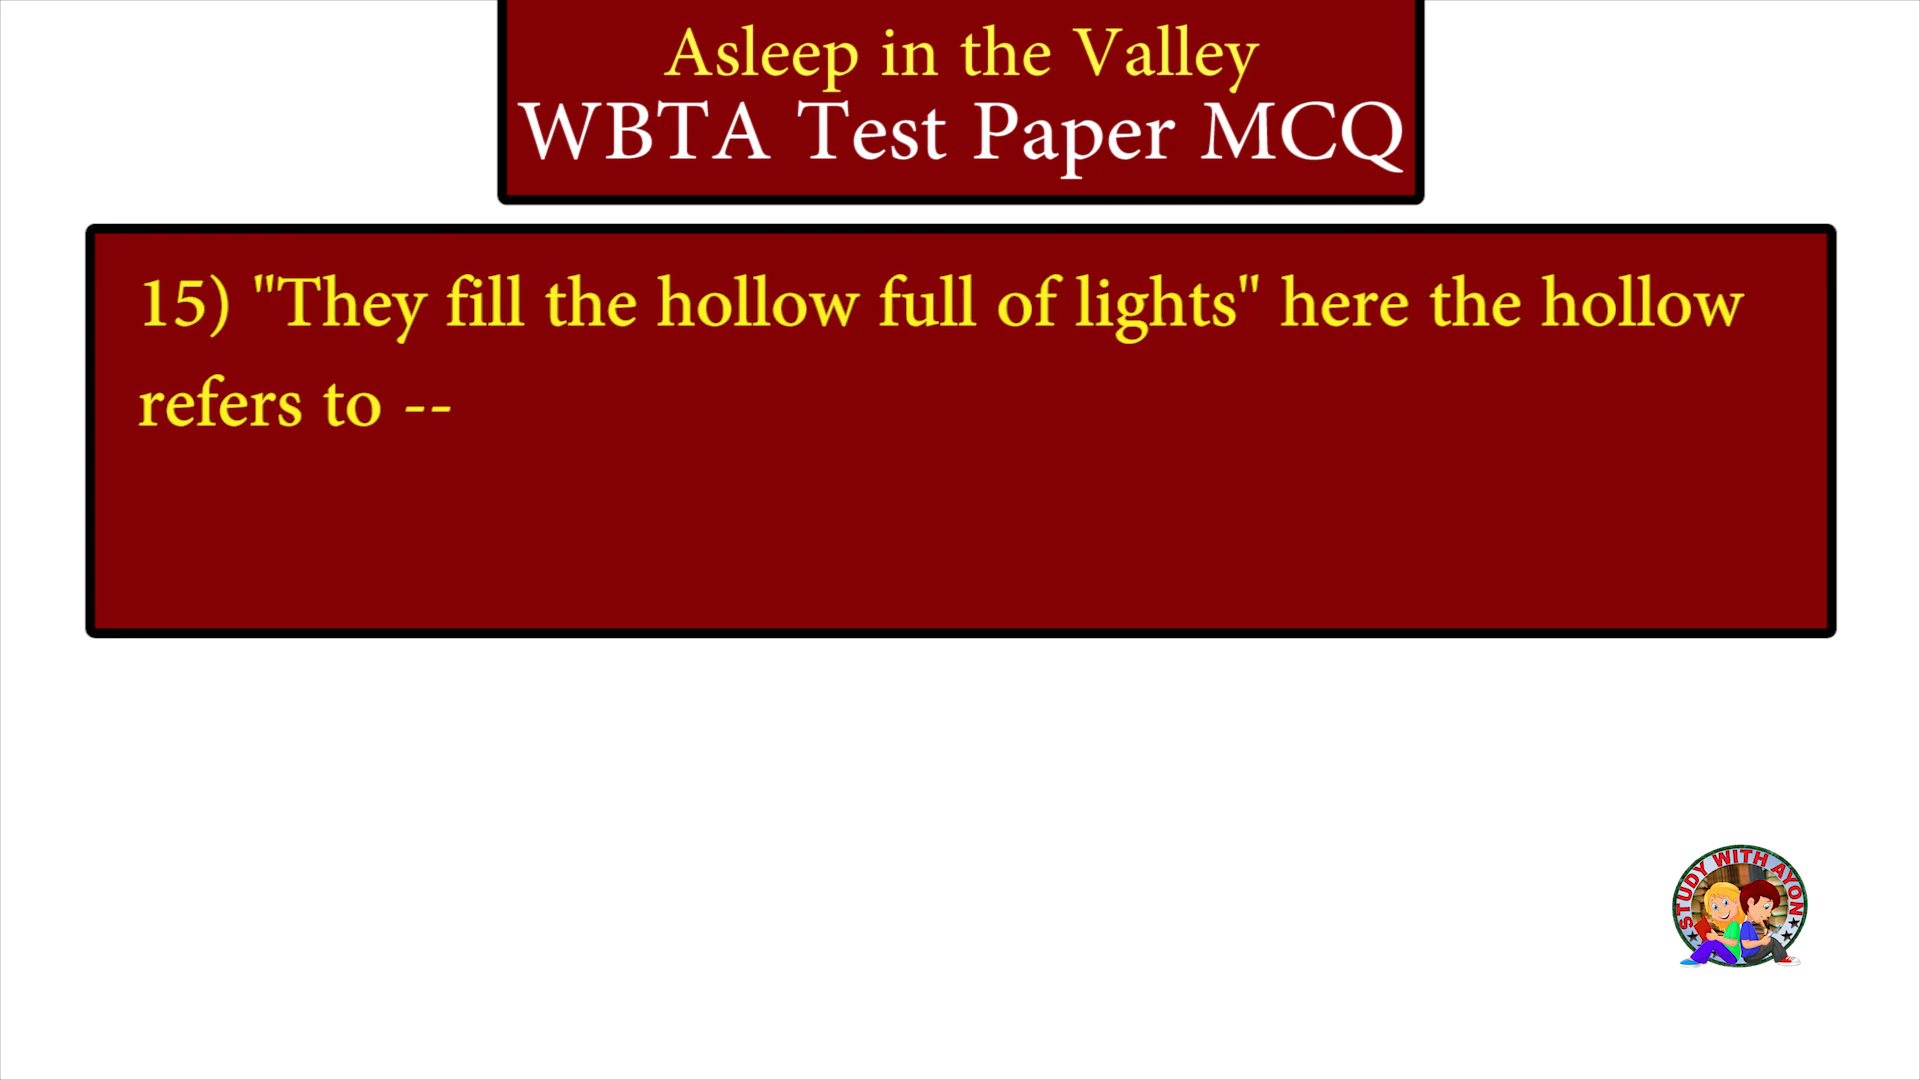 Asleep in the Valley
WBTA Test Paper MCQ
15) "They fill the hollow full of lights" here the hollow
refers to --
STUDY WITH AYON